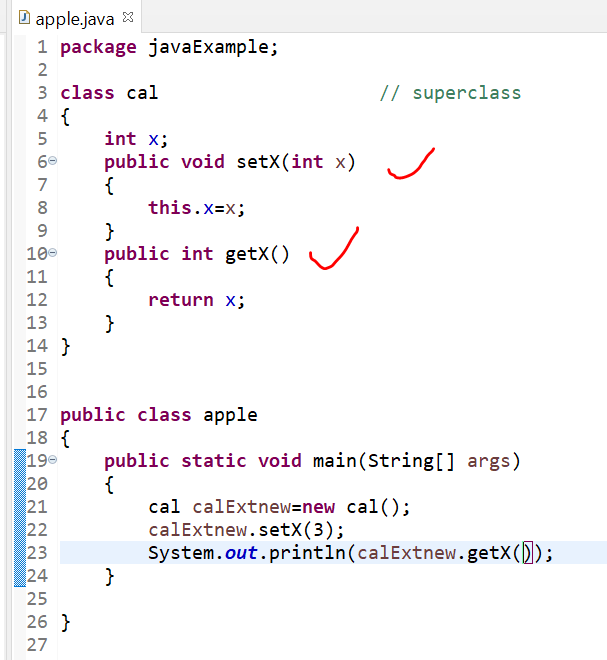 apple.java
1 package javaExample;
2
3 class cal // superclass
4 {
5 int x;
6 public void setX(int x)
7 {
8 this.x=x;
9 }
10 public int getX()
11 {
12 return x;
13 }
14 }
15
16
17 public class apple
18 {
19 public static void main(String[] args)
20 {
21 cal calExtnew=new cal();
22 calExtnew.setX(3);
23 System.out.println(calExtnew.getX());
24 }
25
26 }
27